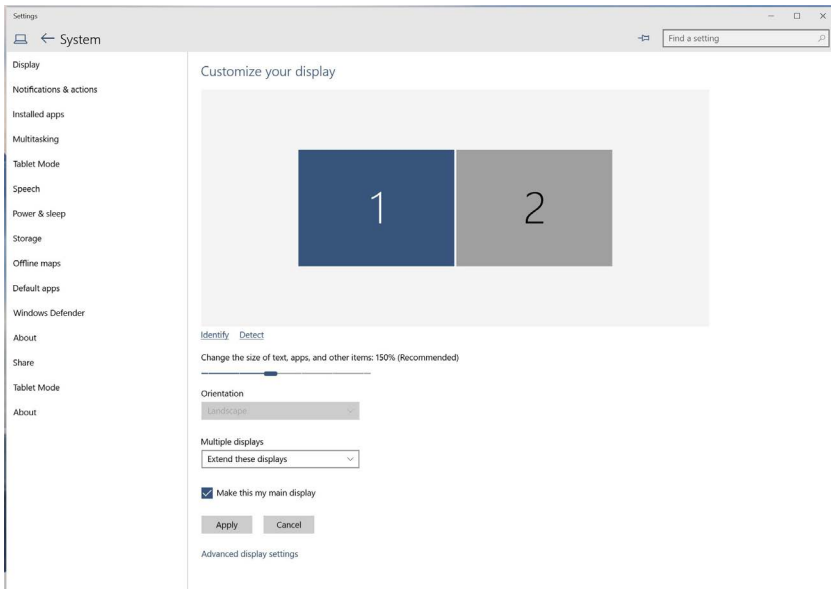 Settings
System
Find a setting
Display
Notifications & actions
Installed apps
Multitasking
Tablet Mode
Speech
Power & sleep
Storage
Offline maps
Default apps
Windows Defender
About
Share
Tablet Mode
About
Customize your display
1 2
Identify Detect
Change the size of text, apps, and other items: 150% (Recommended)
Orientation
Landscape
Multiple displays
Extend these displays
Make this my main display
Apply Cancel
Advanced display settings